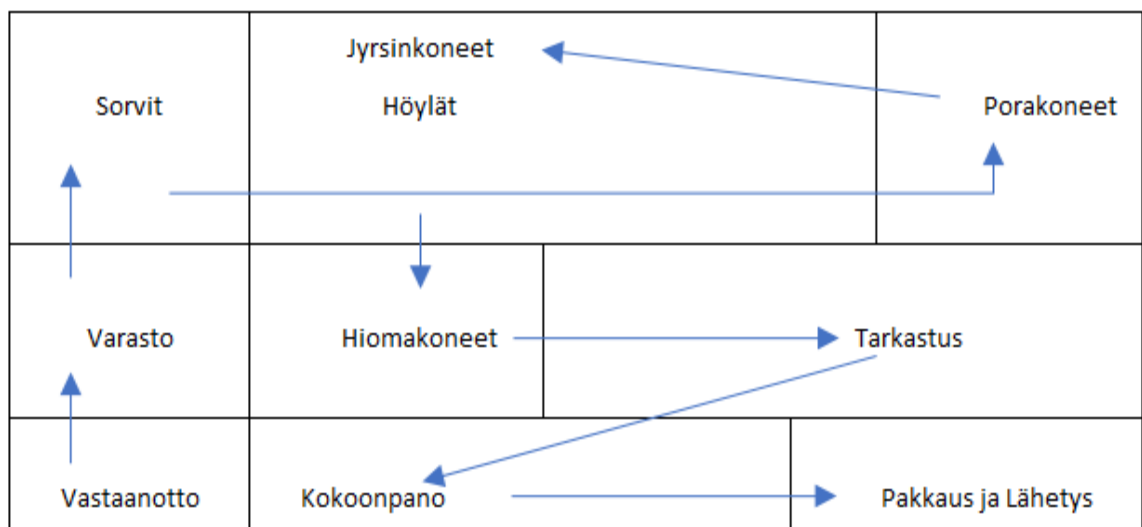 Jyrsinkoneet
Sorvit
Höylät
Porakoneet
Varasto
Hiomakoneet
Tarkastus
Vastaanotto
Kokoonpano
Pakkaus ja Lähetys